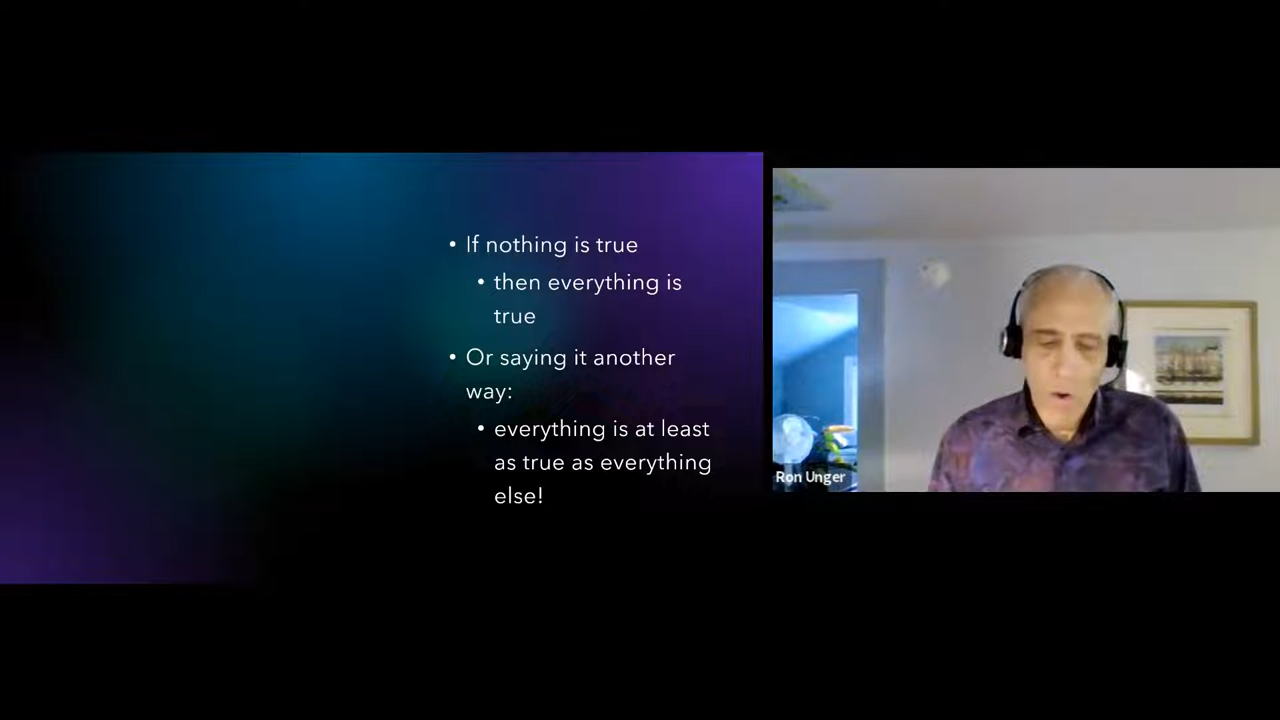 • If nothing is true
• then everything is
true
• Or saying it another
way:
• everything is at least
as true as everything
else!
Ron Unger